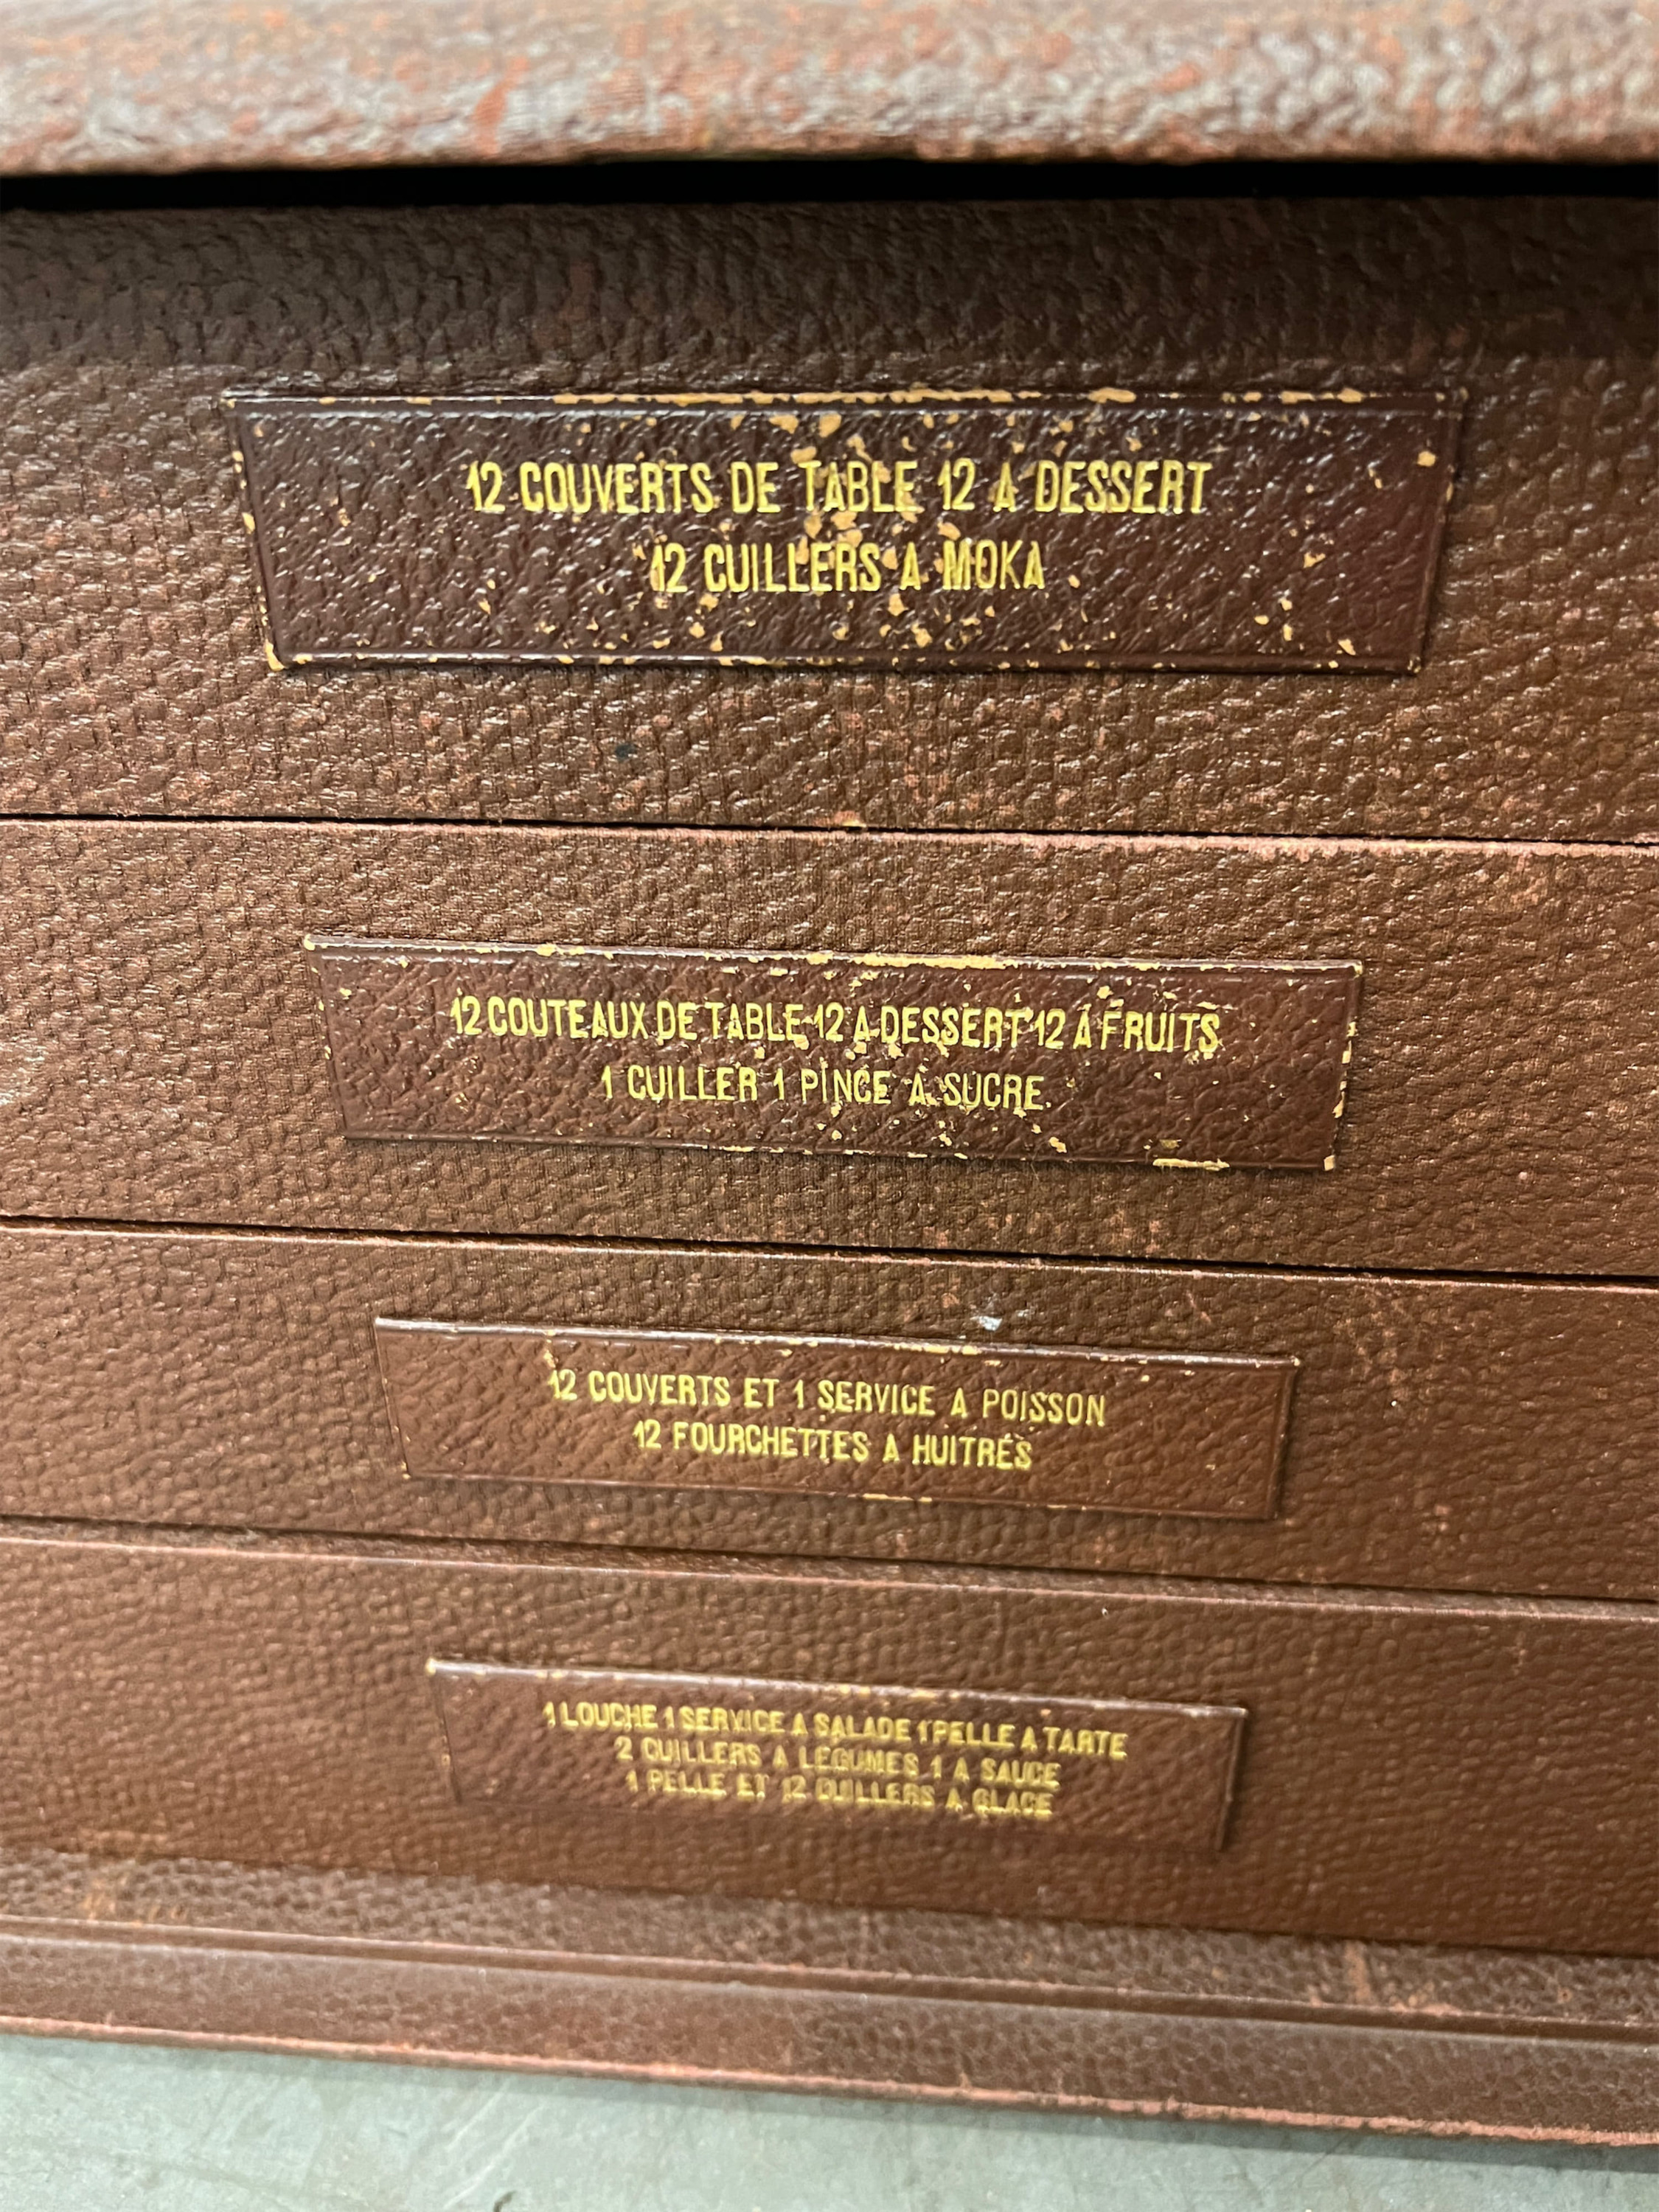 12 COUVERTS DE TABLE 12 A DESSERT
12 CUILLERS A MOKA
12 COUTEAUX DE TABLE 12 A DESSERT 12 A FRUITS
1 CUILLER 1 PINCE A SUCRE
12 COUVERTS ET 1 SERVICE A POISSON
12 FOURCHETTES A HUITRES
1 LOUCHE 1 SERVICE A SALADE 1 PELLE A TARTE
2 CUILLERS A LEGUMES 1 A SAUCE
1 PELLE ET 12 CUILLERS A GLACE